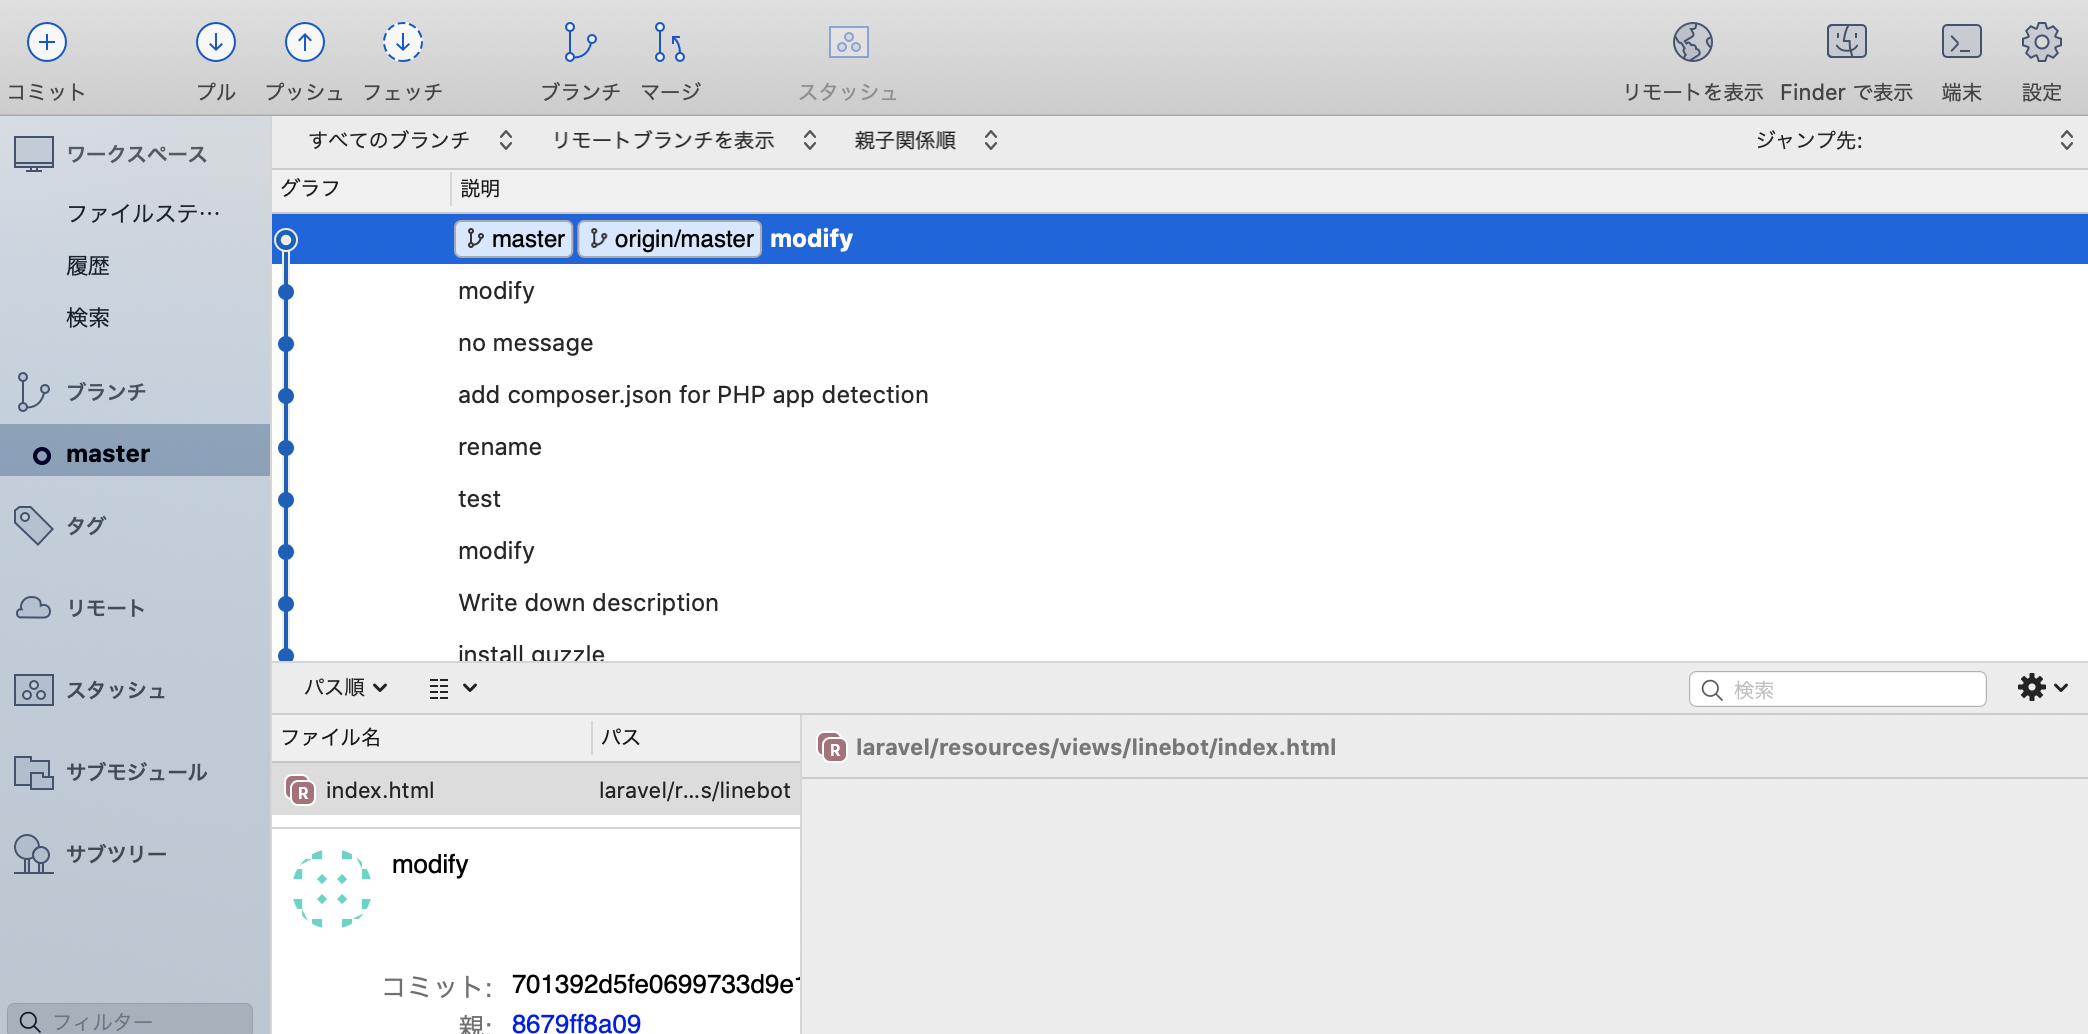 コミット プル プッシュ フェッチ ブランチ マージ スタッシュ リモートを表示 Finder で表示 端末 設定
ワークスペース
ファイルステ…
履歴
検索
ブランチ
master
タグ
リモート
スタッシュ
サブモジュール
サブツリー
フィルター
すべてのブランチ リモートブランチを表示 親子関係順 ジャンプ先:
グラフ 説明
master origin/master modify
modify
no message
add composer.json for PHP app detection
rename
test
modify
Write down description
install guzzle
パス順 検索
ファイル名 パス
R index.html laravel/r...s/linebot
R laravel/resources/views/linebot/index.html
modify
コミット: 701392d5fe0699733d9e1
親: 8679ff8a09